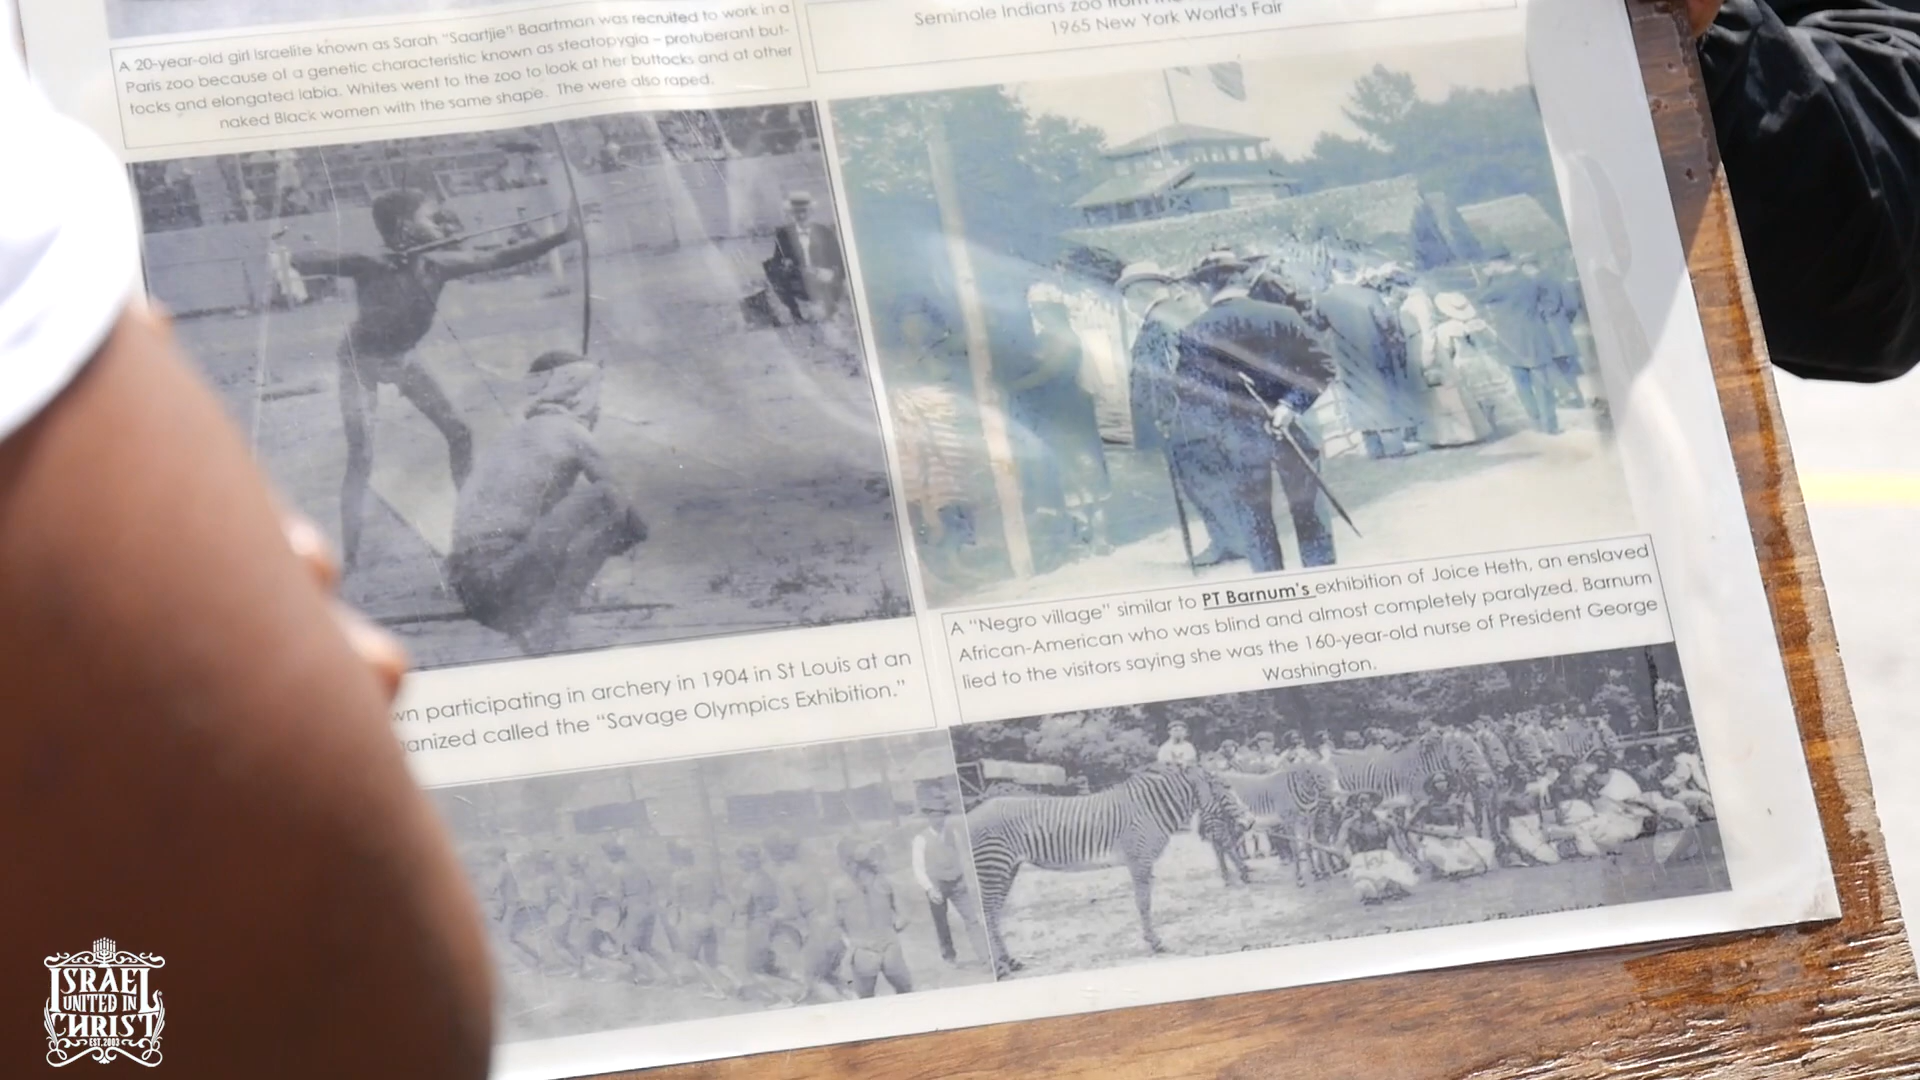 A 20-year-old girl Israelite known as Sarah "Saartjie" Baartman was recruited to work in a
Paris zoo because of a genetic characteristic known as steatopygia – protuberant but-
tocks and elongated labia. Whites went to the zoo to look at her buttocks and at other
naked Black women with the same shape. The were also raped.
Seminole Indians zoo from
1965 New York World's Fair
wn participating in archery in 1904 in St Louis at an
anized called the "Savage Olympics Exhibition."
A "Negro village" similar to PT Barnum's exhibition of Joice Heth, an enslaved
African-American who was blind and almost completely paralyzed. Barnum
lied to the visitors saying she was the 160-year-old nurse of President George
Washington.
ISRAEL
UNITED IN
CHRIST
EST. 2003